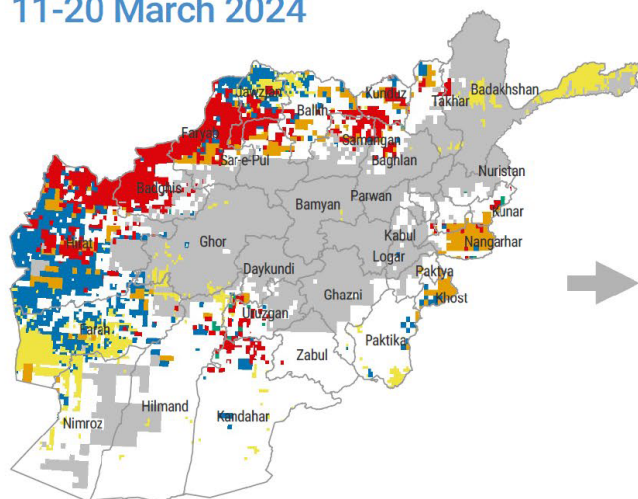 11-20 March 2024
Jawzjan
Balkh
Kunduz
Takhar
Badakhshan
Faryab
Sar-e-Pul
Samangan
Baghlan
Badghis
Nuristan
Bamyan
Parwan
Kunar
Hirat
Ghor
Kabul
Nangarhar
Logar
Daykundi
Paktya
Ghazni
Khost
Uruzgan
Farah
Zabul
Paktika
Hilmand
Kandahar
Nimroz